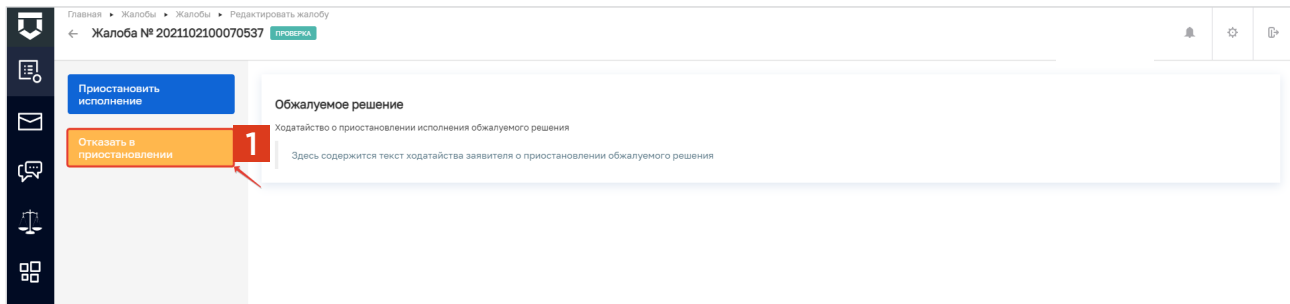 Главная ▸ Жалобы ▸ Жалобы ▸ Редактировать жалобу
← Жалоба № 2021102100070537 ПРОВЕРКА
Приостановить
исполнение
Отказать в
приостановлении
1
Обжалуемое решение
Ходатайство о приостановлении исполнения обжалуемого решения
Здесь содержится текст ходатайства заявителя о приостановлении обжалуемого решения